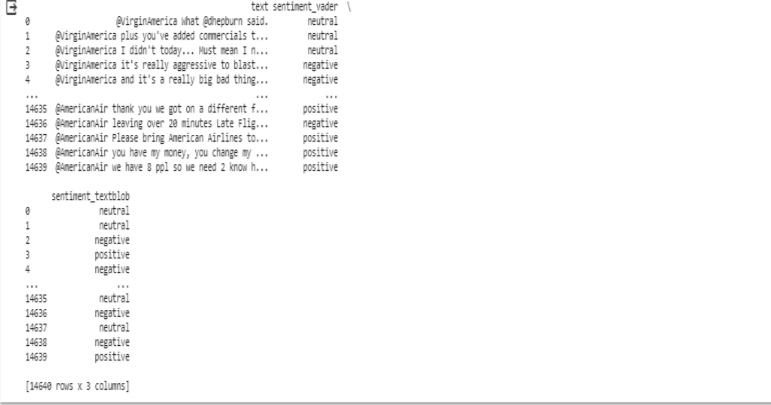 text sentiment_vader \
0 @VirginAmerica What @dhepburn said. neutral
1 @VirginAmerica plus you've added commercials t... neutral
2 @VirginAmerica I didn't today... Must mean I n... neutral
3 @VirginAmerica it's really aggressive to blast... negative
4 @VirginAmerica and it's a really big bad thing... negative
... ... ...
14635 @AmericanAir thank you we got on a different f... positive
14636 @AmericanAir leaving over 20 minutes Late Flig... negative
14637 @AmericanAir Please bring American Airlines to... positive
14638 @AmericanAir you have my money, you change my ... positive
14639 @AmericanAir we have 8 ppl so we need 2 know h... positive
sentiment_textblob
0 neutral
1 neutral
2 negative
3 positive
4 negative
... ...
14635 neutral
14636 negative
14637 neutral
14638 negative
14639 positive
[14640 rows x 3 columns]